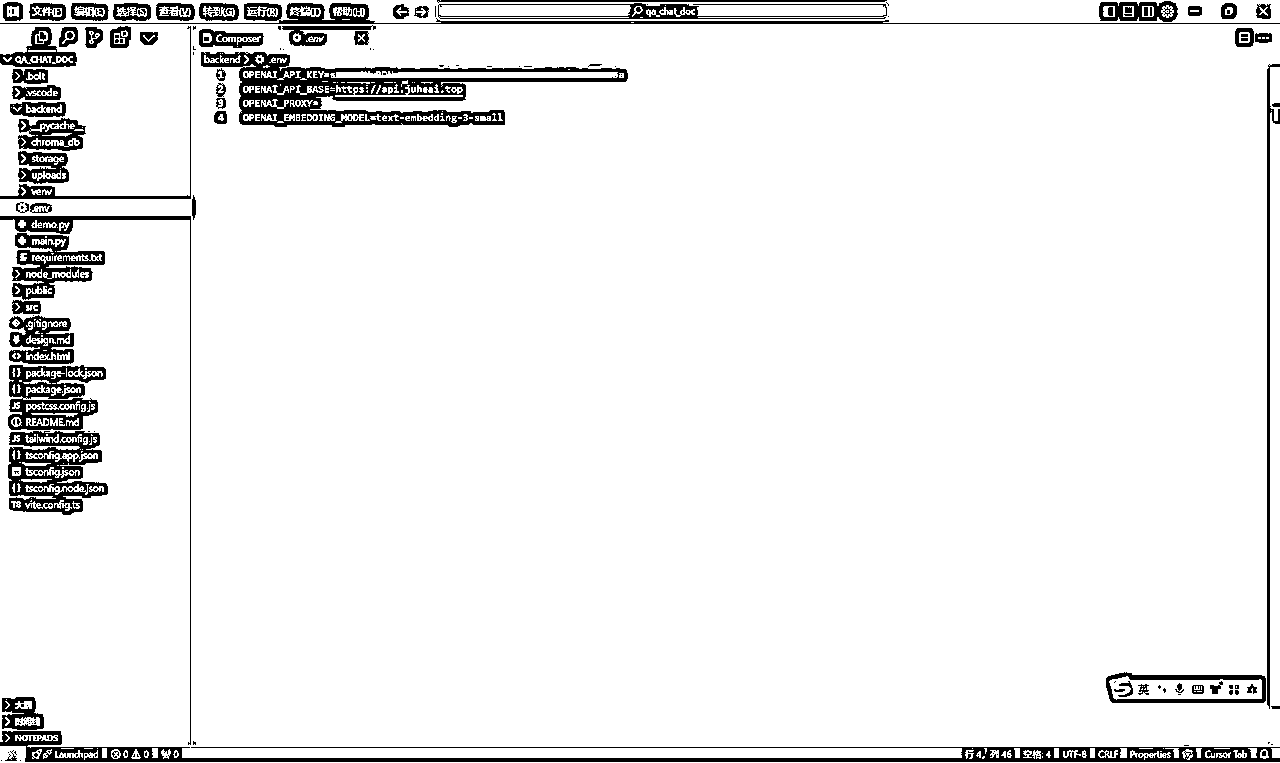 文件(F) 编辑(E) 选择(S) 查看(V) 转到(G) 运行(R) 终端(T) 帮助(H) qa_chat_doc
Composer .env
QA_CHAT_DOC
backend > .env
.bolt
.vscode
backend
__pycache__
chroma_db
storage
uploads
venv
.env
demo.py
main.py
requirements.txt
node_modules
public
src
.gitignore
design.md
index.html
package-lock.json
package.json
postcss.config.js
README.md
tailwind.config.js
tsconfig.app.json
tsconfig.json
tsconfig.node.json
vite.config.ts
大纲
时间线
NOTEPADS
1 OPENAI_API_KEY=s
2 OPENAI_API_BASE=https://api.juheai.top
3 OPENAI_PROXY=
4 OPENAI_EMBEDDING_MODEL=text-embedding-3-small
英
Launchpad 0 0 0 行 4, 列 46 空格: 4 UTF-8 CRLF Properties Cursor Tab